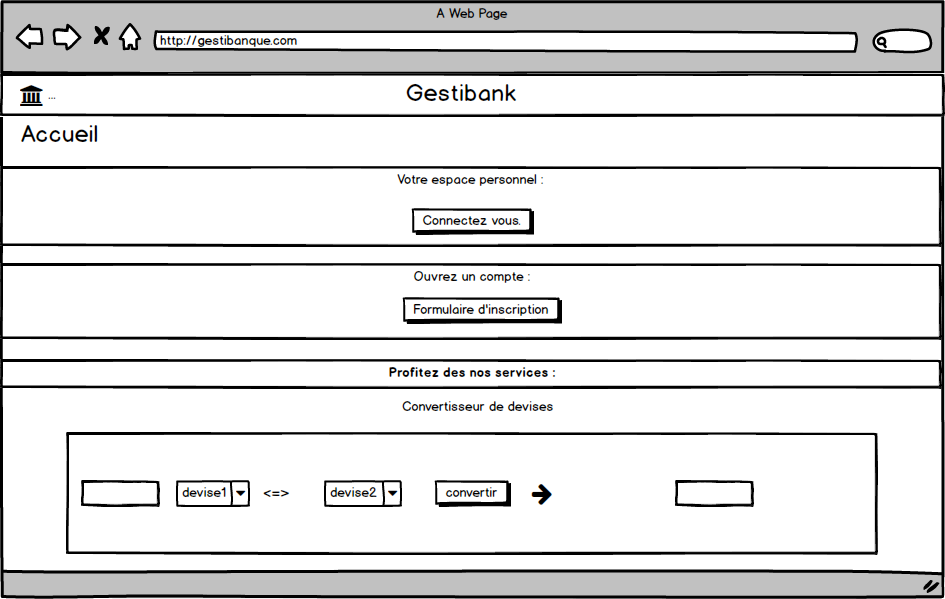 A Web Page
http://gestibanque.com
... Gestibank
Accueil
Votre espace personnel :
Connectez vous.
Ouvrez un compte :
Formulaire d'inscription
Profitez des nos services :
Convertisseur de devises
devise1 <=> devise2 convertir